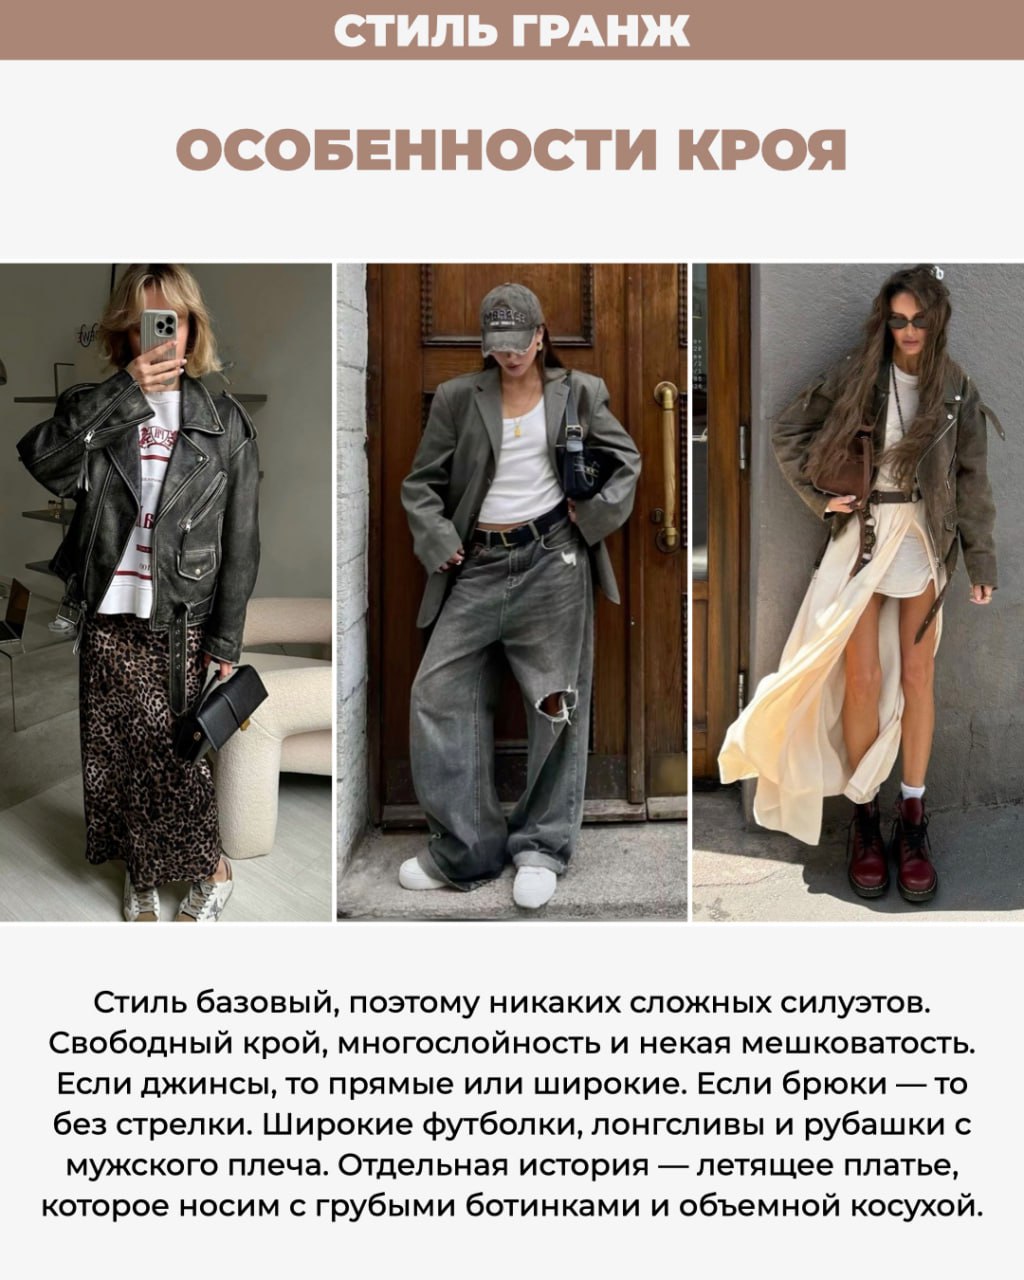 СТИЛЬ ГРАНЖ
ОСОБЕННОСТИ КРОЯ
Стиль базовый, поэтому никаких сложных силуэтов.
Свободный крой, многослойность и некая мешковатость.
Если джинсы, то прямые или широкие. Если брюки — то
без стрелки. Широкие футболки, лонгсливы и рубашки с
мужского плеча. Отдельная история — летящее платье,
которое носим с грубыми ботинками и объемной косухой.